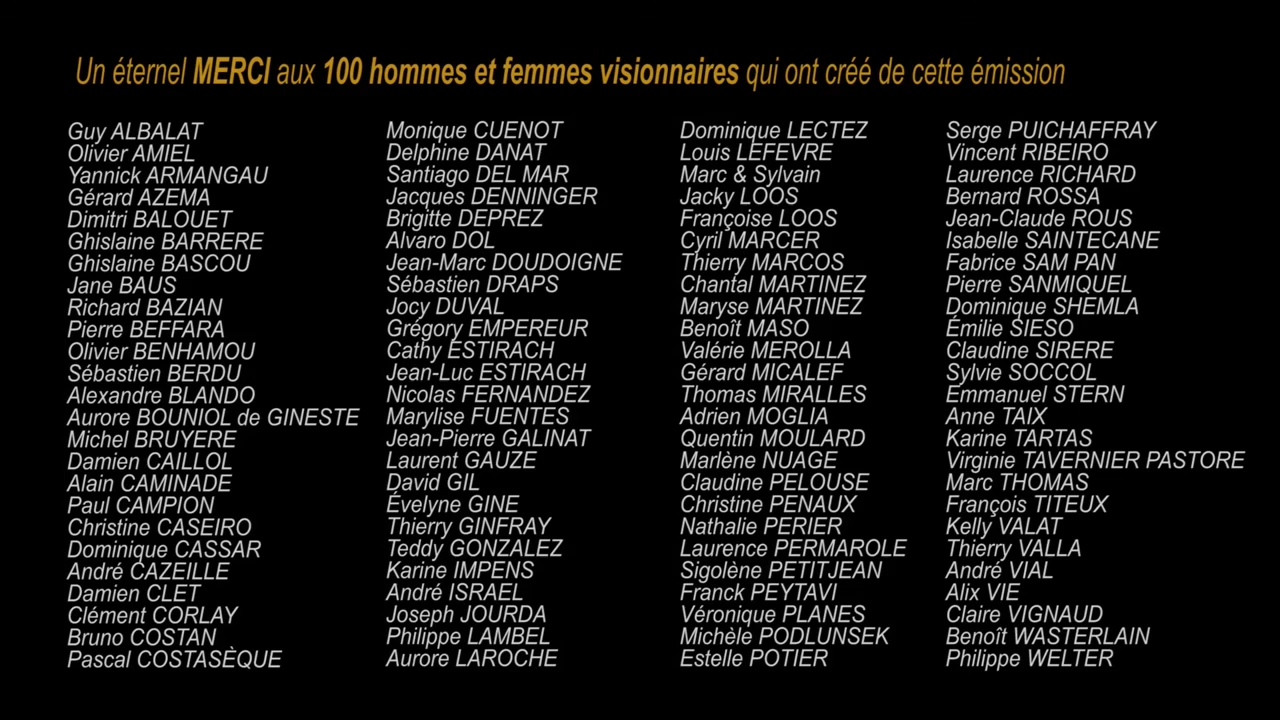 Un éternel MERCI aux 100 hommes et femmes visionnaires qui ont créé de cette émission
Guy ALBALAT
Olivier AMIEL
Yannick ARMANGAU
Gérard AZEMA
Dimitri BALOUET
Ghislaine BARRERE
Ghislaine BASCOU
Jane BAUS
Richard BAZIAN
Pierre BEFFARA
Olivier BENHAMOU
Sébastien BERDU
Alexandre BLANDO
Aurore BOUNIOL de GINESTE
Michel BRUYERE
Damien CAILLOL
Alain CAMINADE
Paul CAMPION
Christine CASEIRO
Dominique CASSAR
André CAZEILLE
Damien CLET
Clément CORLAY
Bruno COSTAN
Pascal COSTASÈQUE
Monique CUENOT
Delphine DANAT
Santiago DEL MAR
Jacques DENNINGER
Brigitte DEPREZ
Alvaro DOL
Jean-Marc DOUDOIGNE
Sébastien DRAPS
Jocy DUVAL
Grégory EMPEREUR
Cathy ESTIRACH
Jean-Luc ESTIRACH
Nicolas FERNANDEZ
Marylise FUENTES
Jean-Pierre GALINAT
Laurent GAUZE
David GIL
Évelyne GINE
Thierry GINFRAY
Teddy GONZALEZ
Karine IMPENS
André ISRAEL
Joseph JOURDA
Philippe LAMBEL
Aurore LAROCHE
Dominique LECTEZ
Louis LEFEVRE
Marc & Sylvain
Jacky LOOS
Françoise LOOS
Cyril MARCER
Thierry MARCOS
Chantal MARTINEZ
Maryse MARTINEZ
Benoît MASO
Valérie MEROLLA
Gérard MICALEF
Thomas MIRALLES
Adrien MOGLIA
Quentin MOULARD
Marlène NUAGE
Claudine PELOUSE
Christine PENAUX
Nathalie PERIER
Laurence PERMAROLE
Sigolène PETITJEAN
Franck PEYTAVI
Véronique PLANES
Michèle PODLUNSEK
Estelle POTIER
Serge PUICHAFFRAY
Vincent RIBEIRO
Laurence RICHARD
Bernard ROSSA
Jean-Claude ROUS
Isabelle SAINTECANE
Fabrice SAM PAN
Pierre SANMIQUEL
Dominique SHEMLA
Émilie SIESO
Claudine SIRERE
Sylvie SOCCOL
Emmanuel STERN
Anne TAIX
Karine TARTAS
Virginie TAVERNIER PASTORE
Marc THOMAS
François TITEUX
Kelly VALAT
Thierry VALLA
André VIAL
Alix VIE
Claire VIGNAUD
Benoît WASTERLAIN
Philippe WELTER